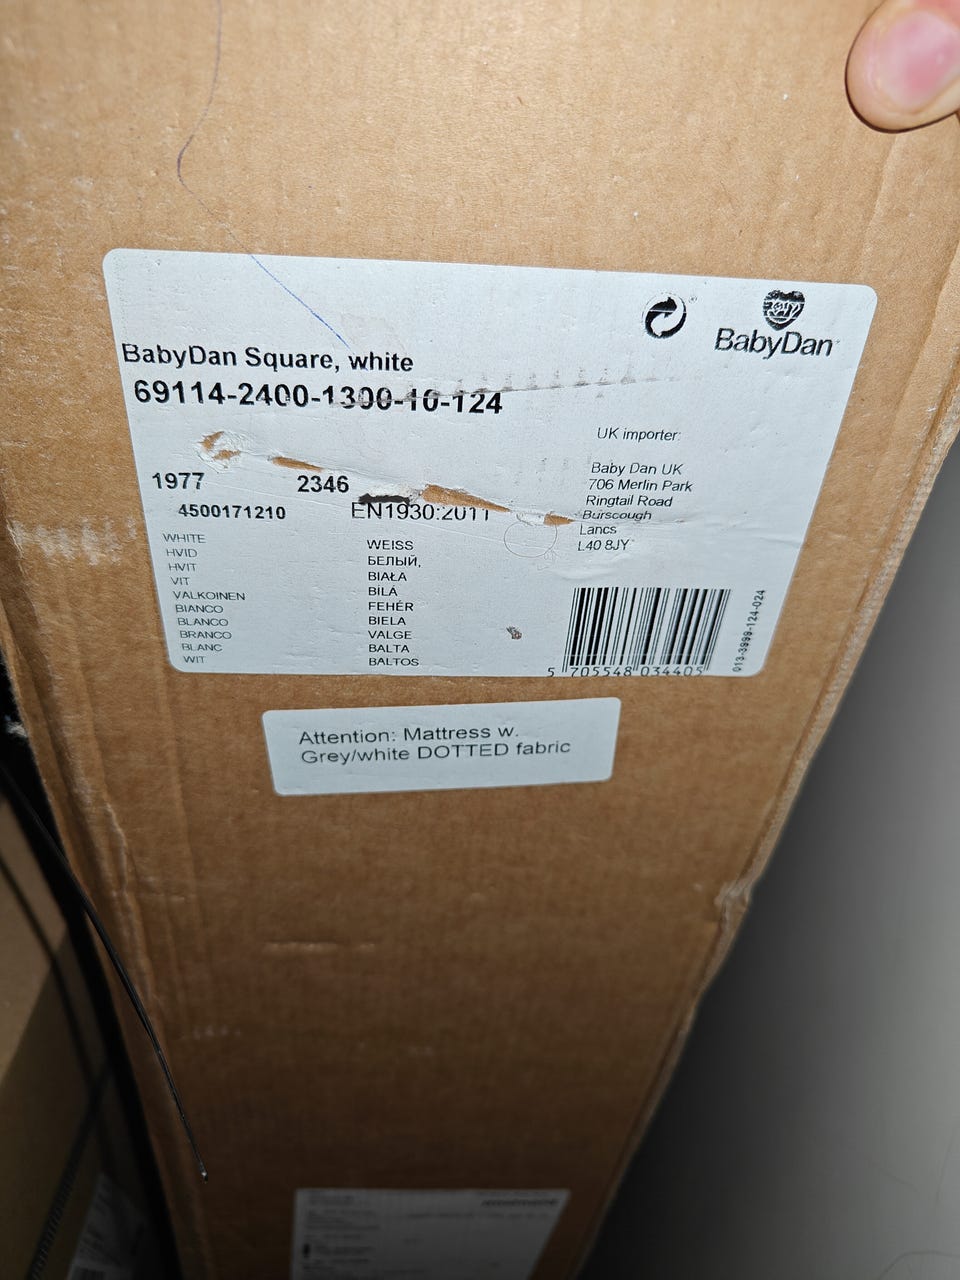 BabyDan
BabyDan Square, white
69114-2400-1300-10-124
UK importer:
Baby Dan UK
706 Merlin Park
Ringtail Road
Burscough
Lancs
L40 8JY
1977 2346
4500171210 EN1930:2011
WHITE
HVID
HVIT
VIT
VALKOINEN
BIANCO
BLANCO
BRANCO
BLANC
WIT
WEISS
БЕЛЫЙ,
BIAŁA
BILÁ
FEHÉR
BIELA
VALGE
BALTA
BALTOS
5 705548 034405
013-3999-124-024
Attention: Mattress w.
Grey/white DOTTED fabric